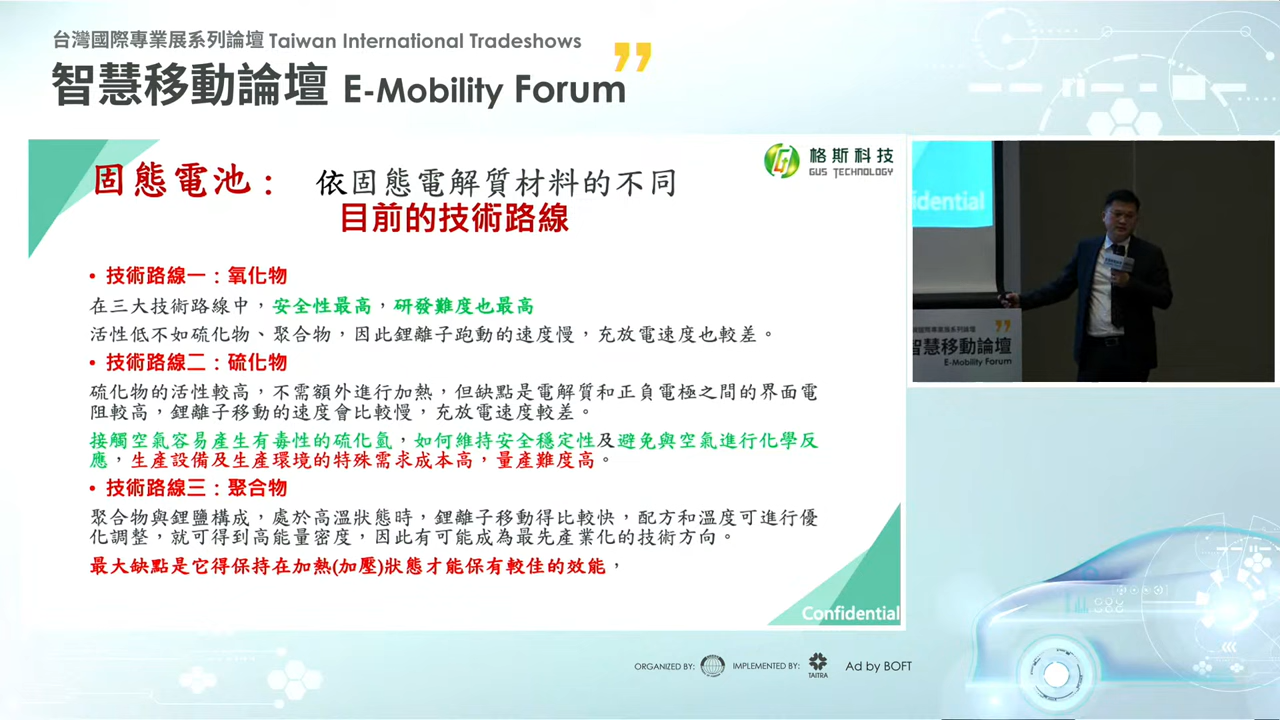 台灣國際專業展系列論壇 Taiwan International Tradeshows
智慧移動論壇 E-Mobility Forum
格斯科技
GUS TECHNOLOGY
固態電池： 依固態電解質材料的不同
目前的技術路線
• 技術路線一：氧化物
在三大技術路線中，安全性最高，研發難度也最高
活性低不如硫化物、聚合物，因此鋰離子跑動的速度慢，充放電速度也較差。
• 技術路線二：硫化物
硫化物的活性較高，不需額外進行加熱，但缺點是電解質和正負電極之間的界面電
阻較高，鋰離子移動的速度會比較慢，充放電速度較差。
接觸空氣容易產生有毒性的硫化氫，如何維持安全穩定性及避免與空氣進行化學反
應，生產設備及生產環境的特殊需求成本高，量產難度高。
• 技術路線三：聚合物
聚合物與鋰鹽構成，處於高溫狀態時，鋰離子移動得比較快，配方和溫度可進行優
化調整，就可得到高能量密度，因此有可能成為最先產業化的技術方向。
最大缺點是它得保持在加熱(加壓)狀態才能保有較佳的效能，
Confidential
idential
智慧移動論壇
E-Mobility Forum
ORGANIZED BY: IMPLEMENTED BY: TAITRA Ad by BOFT